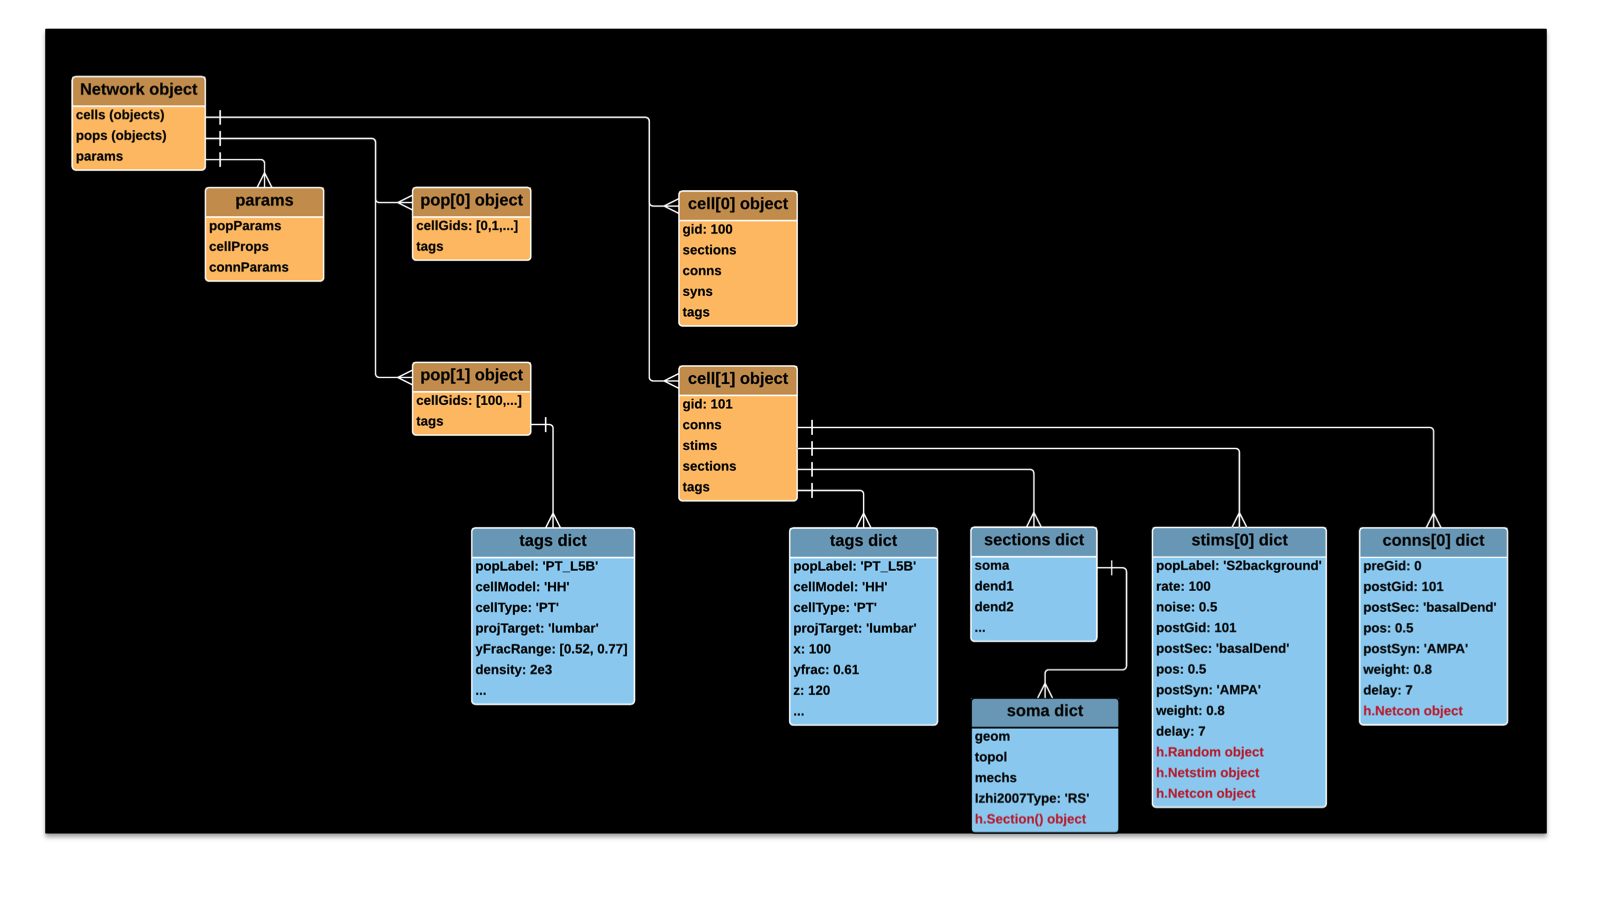 Network object
cells (objects)
pops (objects)
params
params
popParams
cellProps
connParams
pop[0] object
cellGids: [0,1,...]
tags
cell[0] object
gid: 100
sections
conns
syns
tags
pop[1] object
cellGids: [100,...]
tags
cell[1] object
gid: 101
conns
stims
sections
tags
tags dict
popLabel: 'PT_L5B'
cellModel: 'HH'
cellType: 'PT'
projTarget: 'lumbar'
yFracRange: [0.52, 0.77]
density: 2e3
...
tags dict
popLabel: 'PT_L5B'
cellModel: 'HH'
cellType: 'PT'
projTarget: 'lumbar'
x: 100
yfrac: 0.61
z: 120
...
sections dict
soma
dend1
dend2
...
soma dict
geom
topol
mechs
Izhi2007Type: 'RS'
h.Section() object
stims[0] dict
popLabel: 'S2background'
rate: 100
noise: 0.5
postGid: 101
postSec: 'basalDend'
pos: 0.5
postSyn: 'AMPA'
weight: 0.8
delay: 7
h.Random object
h.Netstim object
h.Netcon object
conns[0] dict
preGid: 0
postGid: 101
postSec: 'basalDend'
pos: 0.5
postSyn: 'AMPA'
weight: 0.8
delay: 7
h.Netcon object